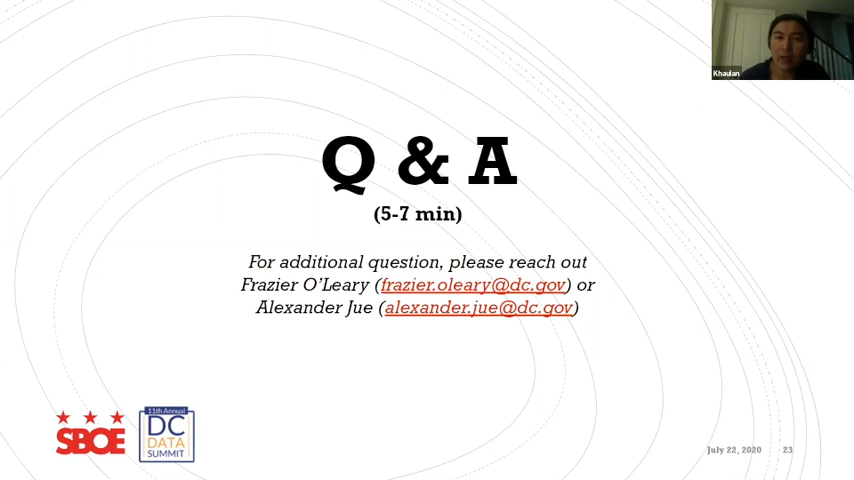 Khaulan
Q & A
(5-7 min)
For additional question, please reach out
Frazier O'Leary (frazier.oleary@dc.gov) or
Alexander Jue (alexander.jue@dc.gov)
SBOE
11th Annual
DC
DATA
SUMMIT
July 22, 2020 23